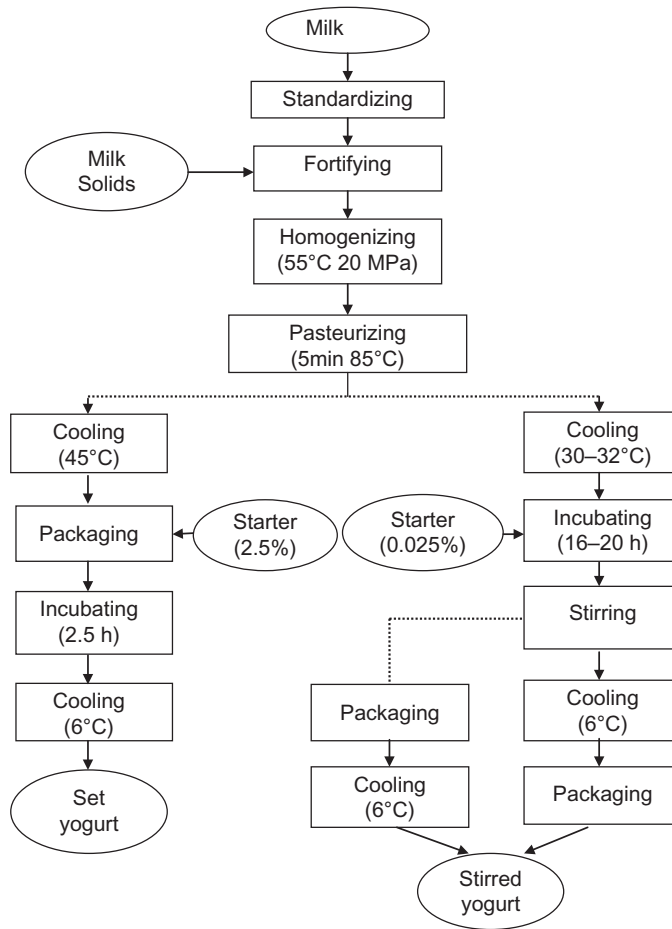 Milk
Standardizing
Milk
Solids
Fortifying
Homogenizing
(55°C 20 MPa)
Pasteurizing
(5min 85°C)
Cooling
(45°C)
Cooling
(30–32°C)
Packaging
Starter
(2.5%)
Starter
(0.025%)
Incubating
(16–20 h)
Incubating
(2.5 h)
Stirring
Cooling
(6°C)
Packaging
Cooling
(6°C)
Set
yogurt
Cooling
(6°C)
Packaging
Stirred
yogurt